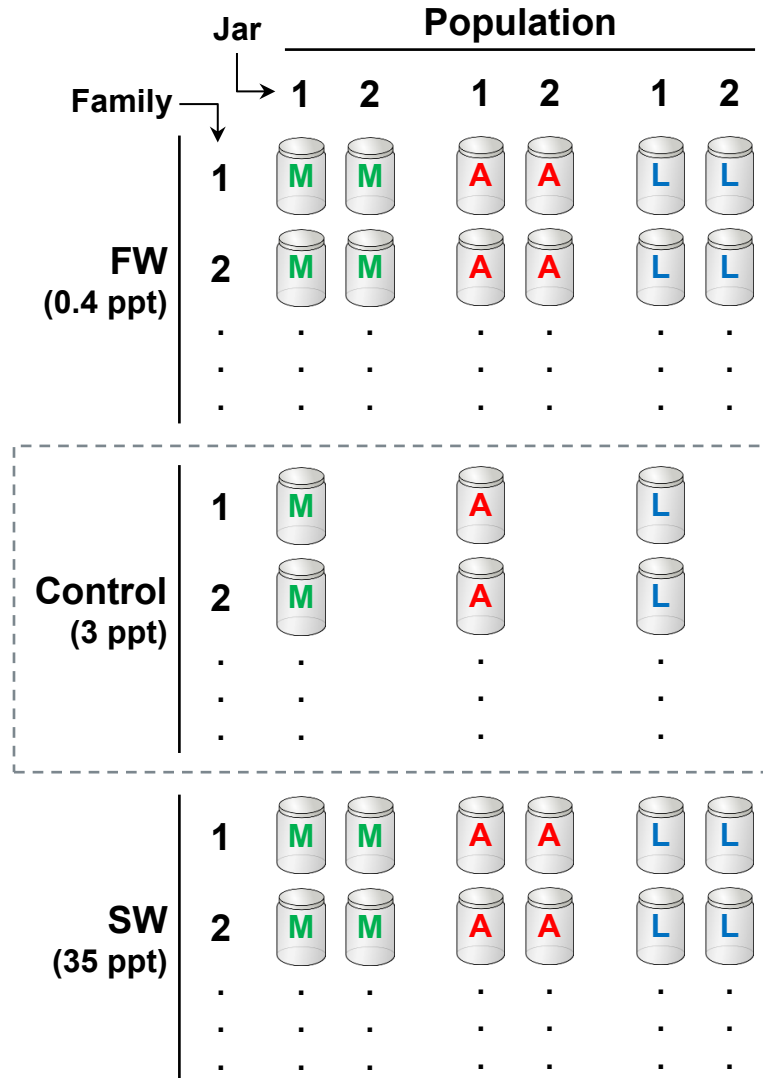 Population
Jar
1 2 1 2 1 2
Family
1 M M A A L L
FW
(0.4 ppt)
2 M M A A L L
. . . . . . .
. . . . . . .
. . . . . . .
1 M A L
Control
(3 ppt)
2 M A L
. . . .
. . . .
. . . .
1 M M A A L L
SW
(35 ppt)
2 M M A A L L
. . . . . . .
. . . . . . .
. . . . . . .